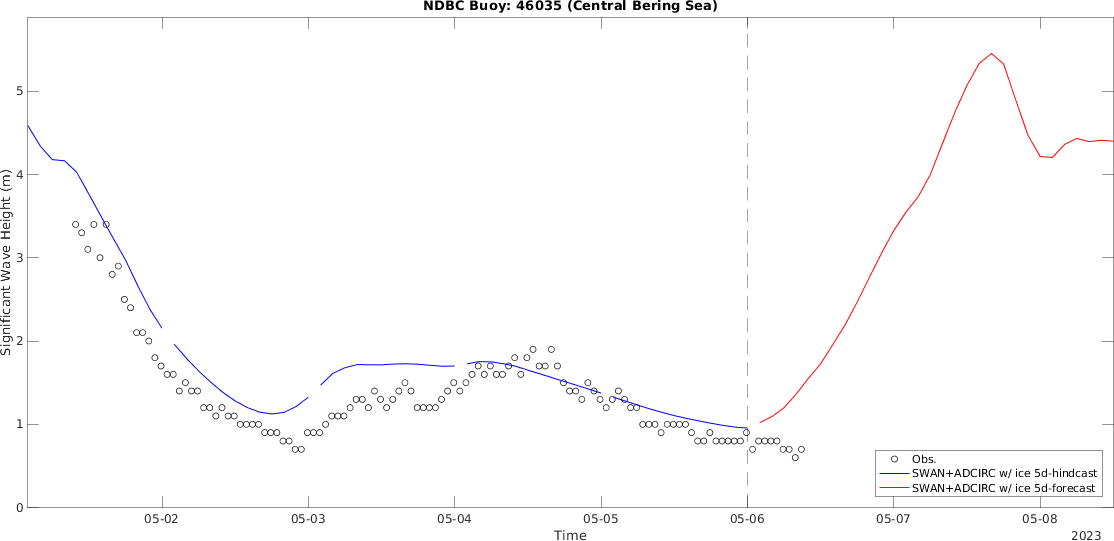 NDBC Buoy: 46035 (Central Bering Sea)
Significant Wave Height (m)
5
4
3
2
1
0
Obs.
SWAN+ADCIRC w/ ice 5d-hindcast
SWAN+ADCIRC w/ ice 5d-forecast
05-02 05-03 05-04 05-05 05-06 05-07 05-08
Time
2023